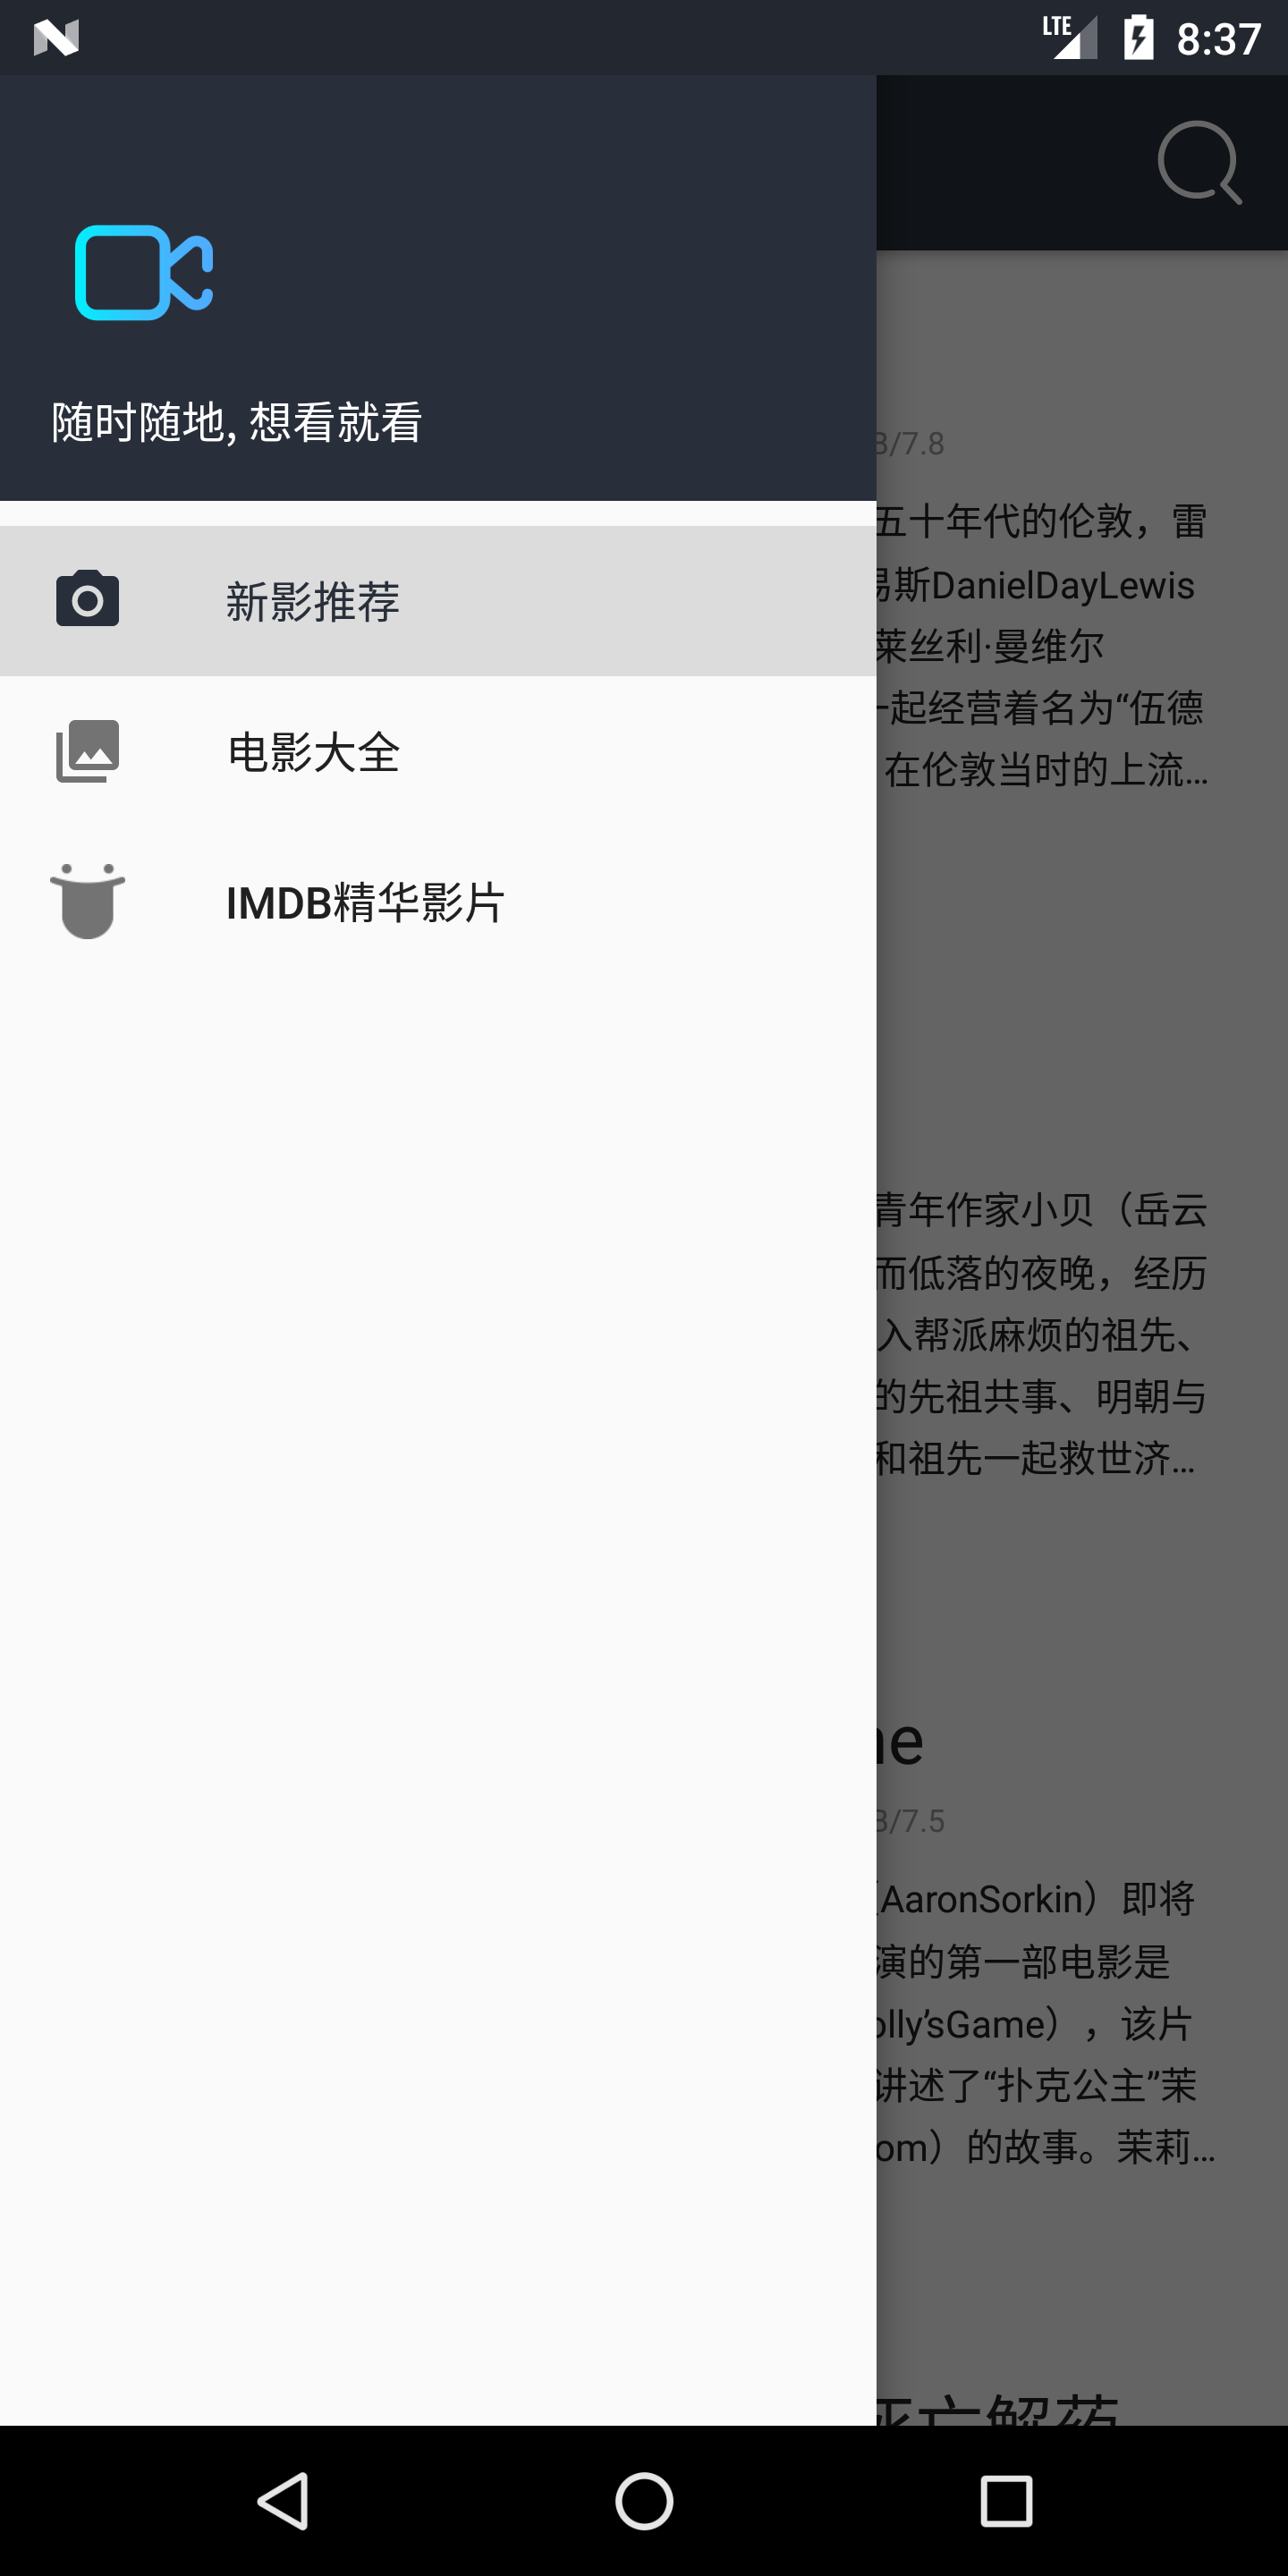 LTE
8:37
随时随地, 想看就看
新影推荐
电影大全
IMDB精华影片
/7.8
五十年代的伦敦，雷
斯DanielDayLewis
莱丝利·曼维尔
一起经营着名为“伍德
在伦敦当时的上流...
青年作家小贝（岳云
而低落的夜晚，经历
入帮派麻烦的祖先、
的先祖共事、明朝与
和祖先一起救世济...
ne
/7.5
（AaronSorkin）即将
演的第一部电影是
olly’sGame），该片
讲述了“扑克公主”茉
om）的故事。茉莉...
死亡解药